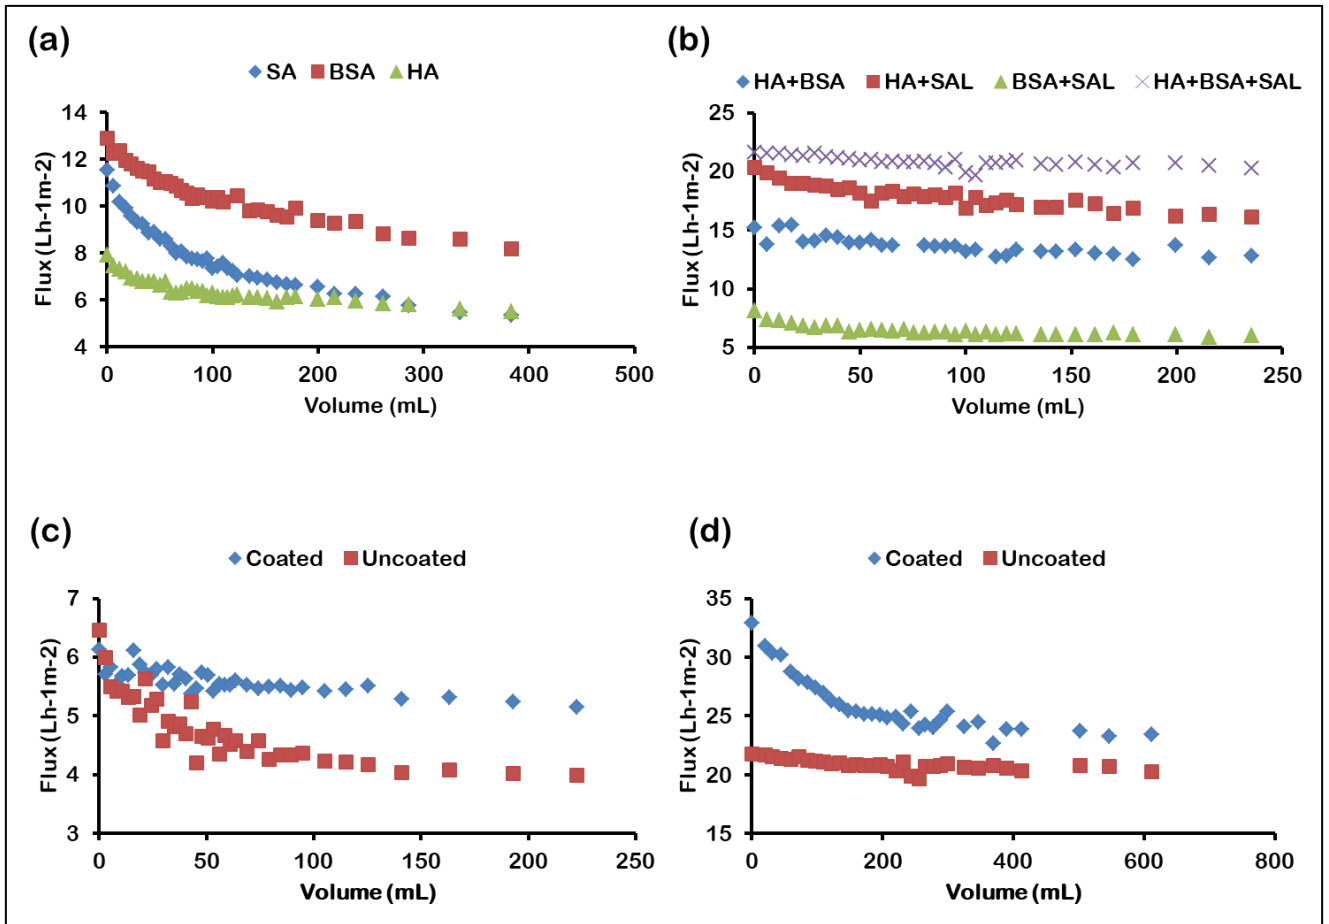 (a)
SA BSA HA
14
12
10
8
6
4
0 100 200 300 400 500
Flux (Lh-1m-2)
Volume (mL)
(b)
HA+BSA HA+SAL BSA+SAL HA+BSA+SAL
25
20
15
10
5
0 50 100 150 200 250
Flux (Lh-1m-2)
Volume (mL)
(c)
Coated Uncoated
7
6
5
4
3
0 50 100 150 200 250
Flux (Lh-1m-2)
Volume (mL)
(d)
Coated Uncoated
35
30
25
20
15
0 200 400 600 800
Flux (Lh-1m-2)
Volume (mL)